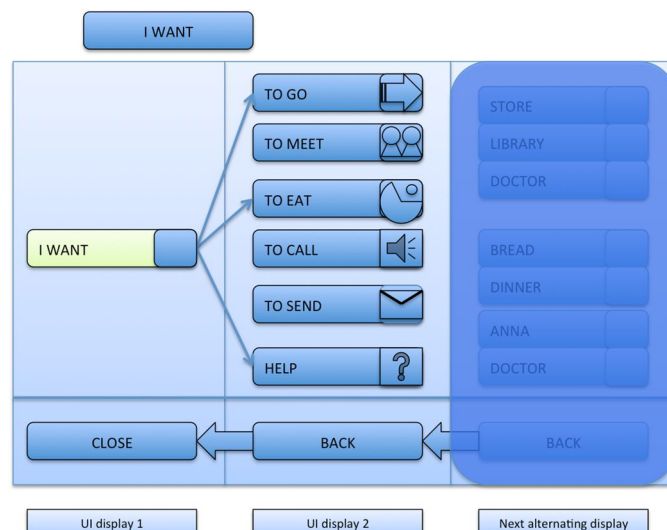 I WANT
TO GO
STORE
TO MEET
LIBRARY
DOCTOR
TO EAT
I WANT
TO CALL
BREAD
DINNER
TO SEND
ANNA
HELP
?
DOCTOR
CLOSE
BACK
BACK
UI display 1
UI display 2
Next alternating display